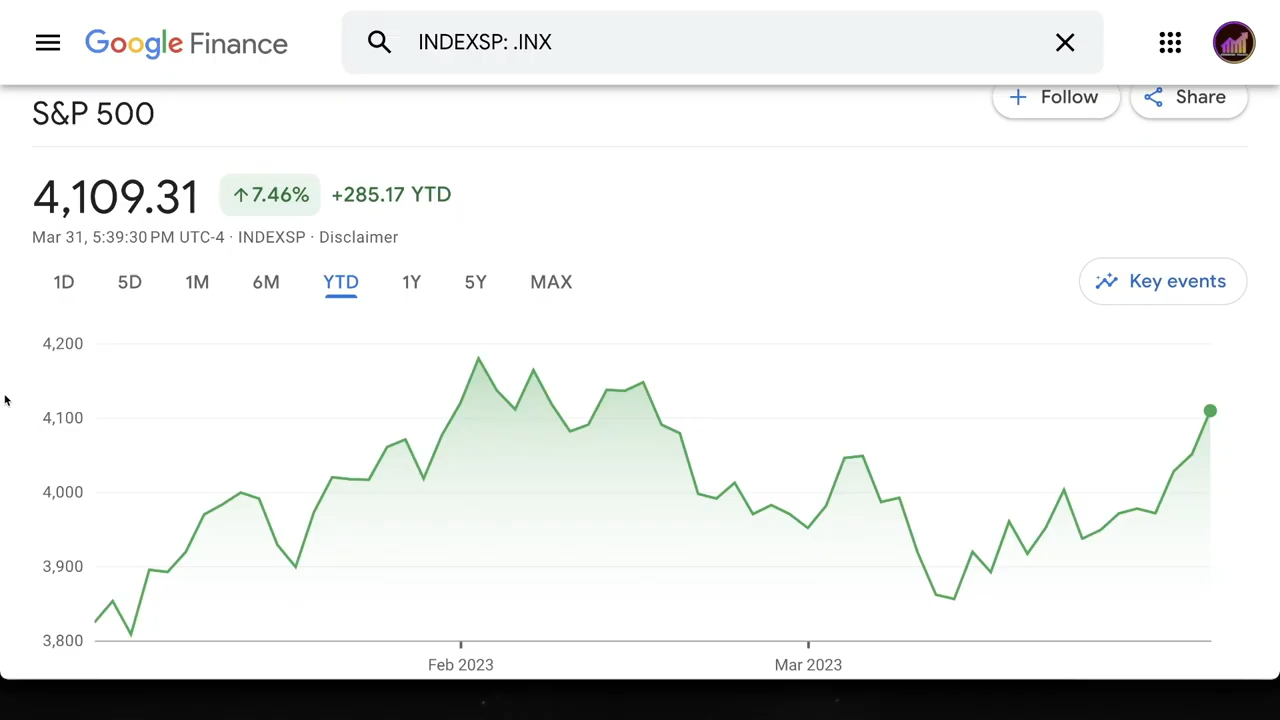 Google Finance
INDEXSP: .INX
S&P 500
Follow
Share
4,109.31
↑7.46%
+285.17 YTD
Mar 31, 5:39:30 PM UTC-4 · INDEXSP · Disclaimer
1D 5D 1M 6M YTD 1Y 5Y MAX
Key events
4,200
4,100
4,000
3,900
3,800
Feb 2023
Mar 2023